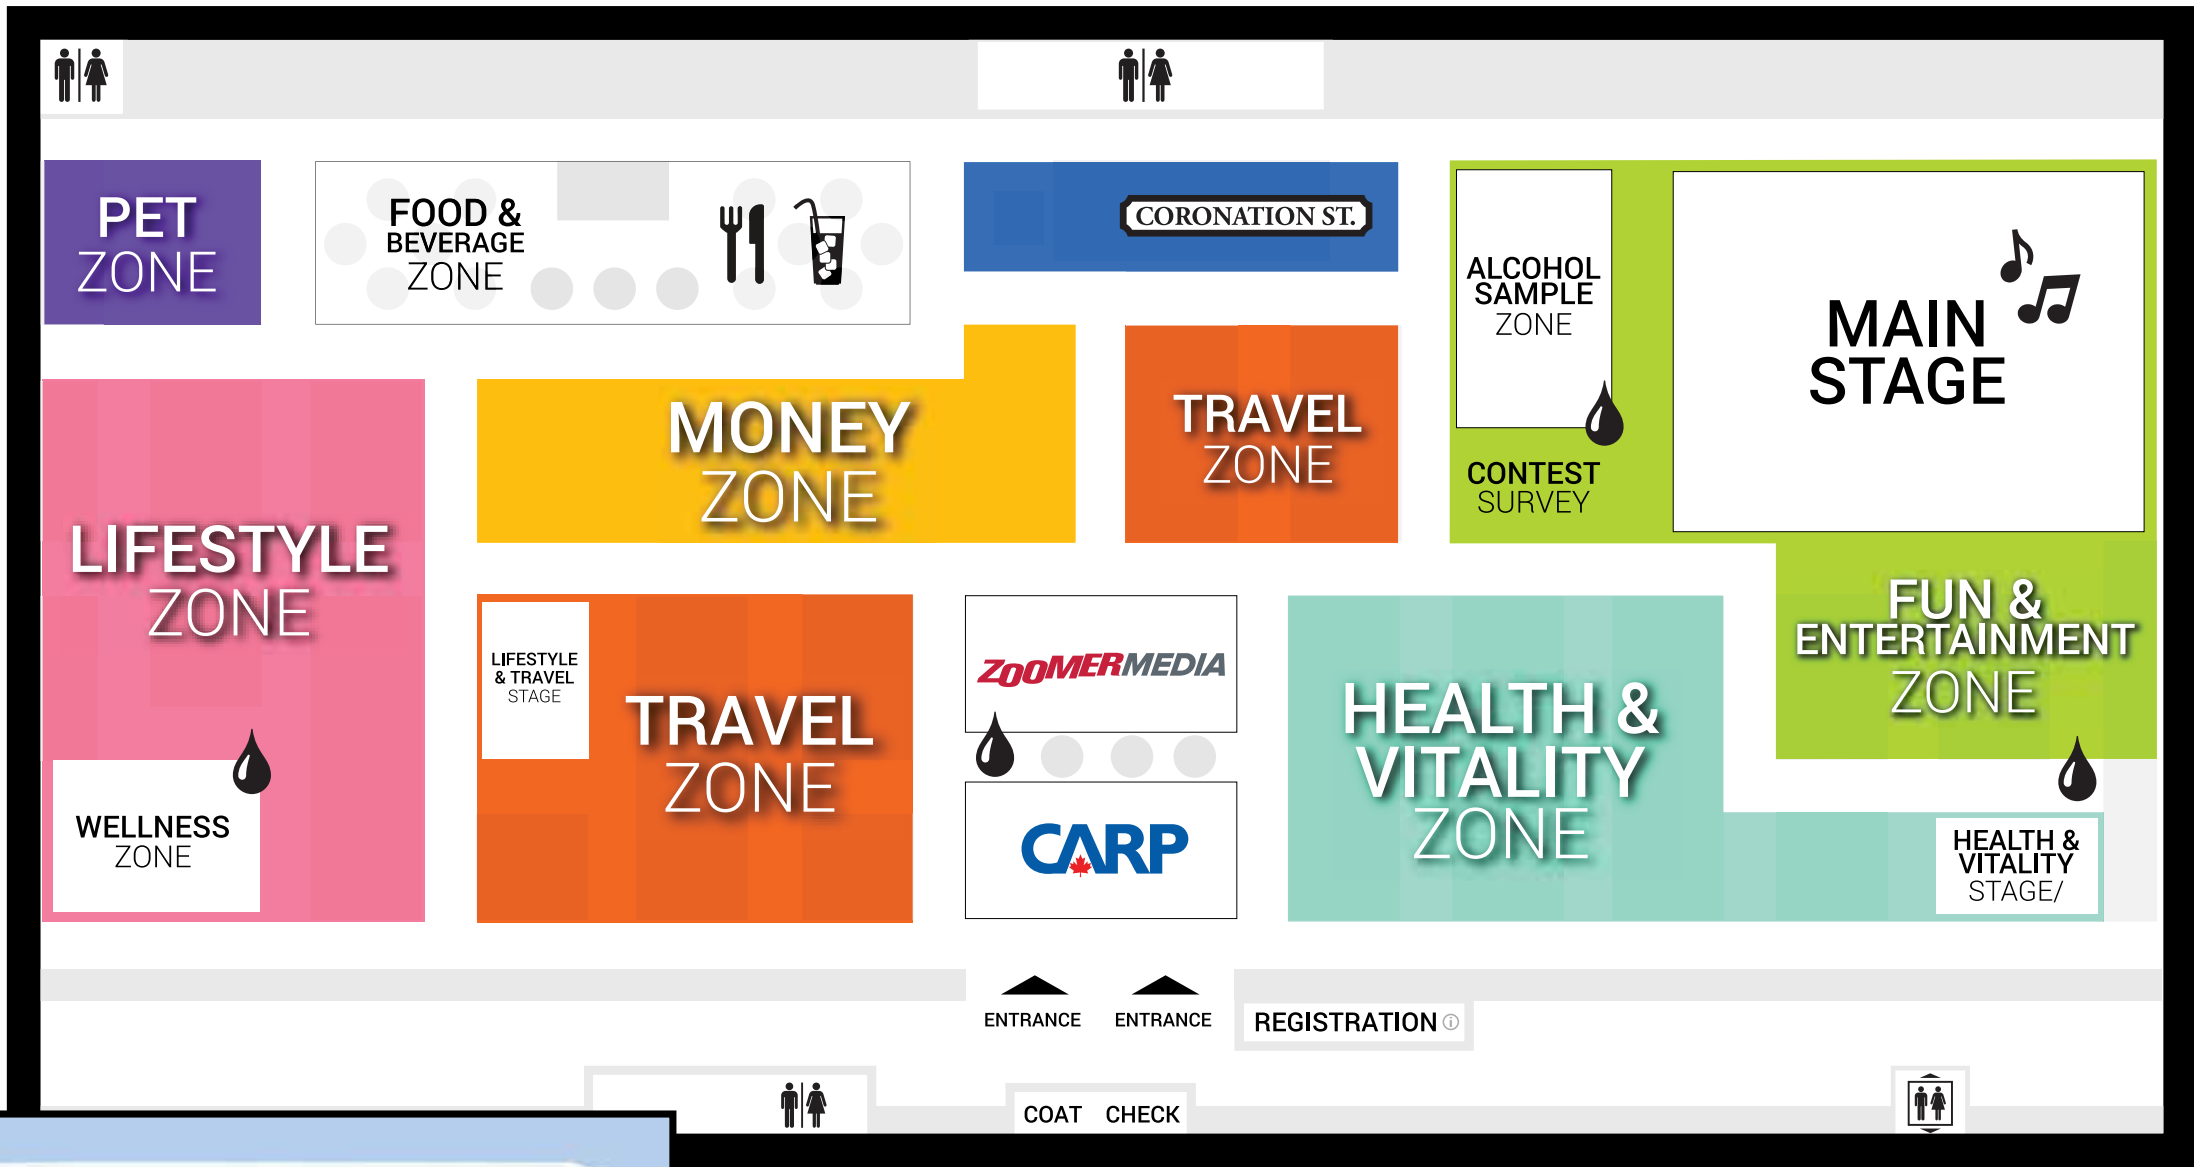 PET
ZONE
FOOD &
BEVERAGE
ZONE
CORONATION ST.
ALCOHOL
SAMPLE
ZONE
MAIN
STAGE
CONTEST
SURVEY
MONEY
ZONE
TRAVEL
ZONE
LIFESTYLE
ZONE
WELLNESS
ZONE
LIFESTYLE
& TRAVEL
STAGE
TRAVEL
ZONE
ZOOMERMEDIA
CARP
HEALTH &
VITALITY
ZONE
FUN &
ENTERTAINMENT
ZONE
HEALTH &
VITALITY
STAGE/
ENTRANCE ENTRANCE
REGISTRATION
COAT CHECK